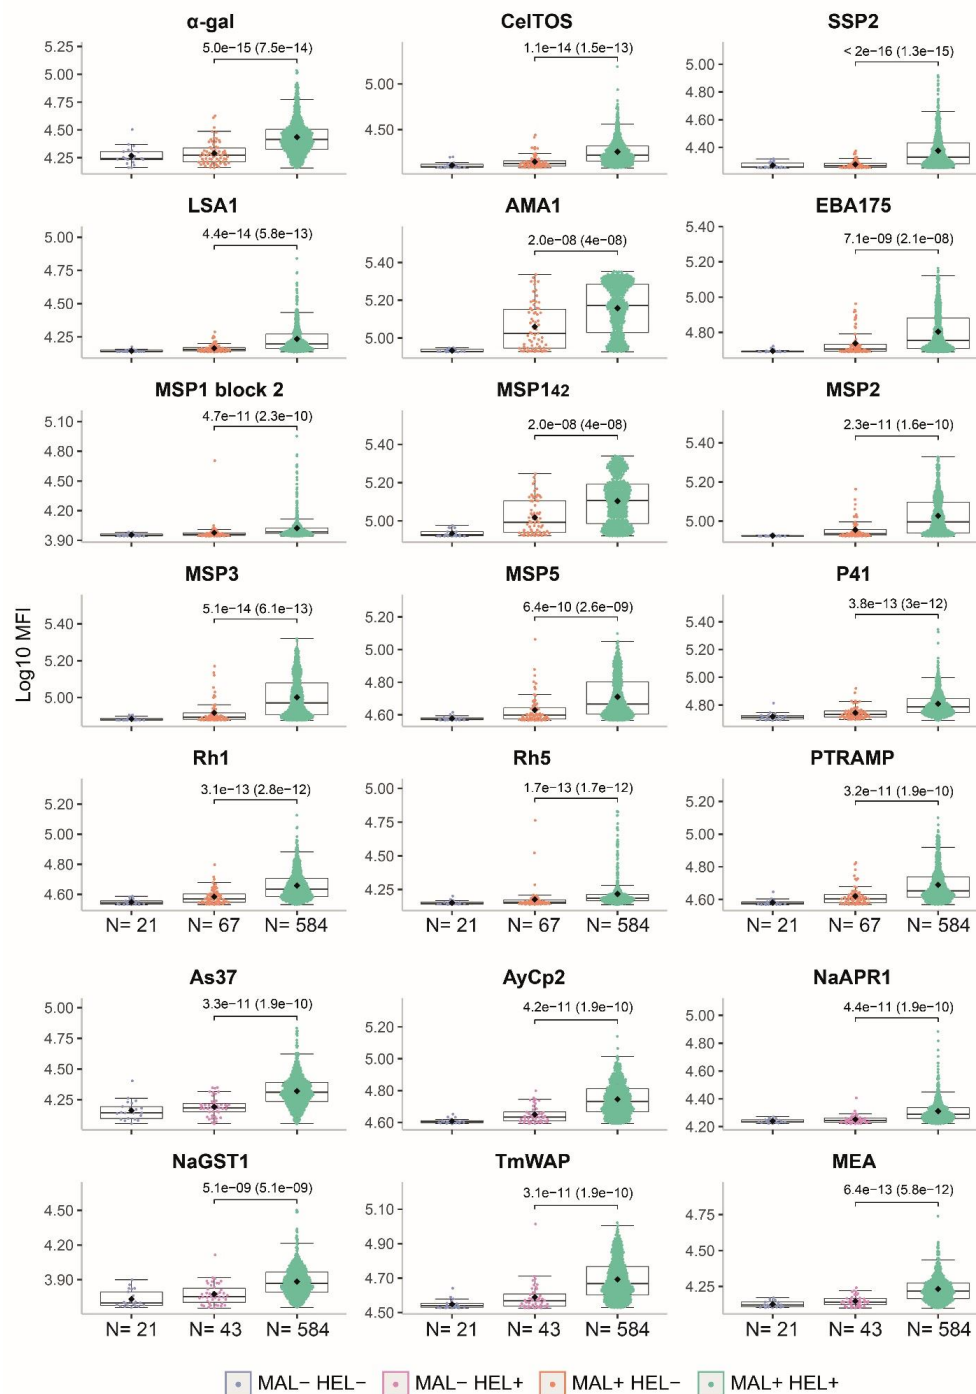 α-gal CelTOS SSP2
5.0e−15 (7.5e−14) 1.1e−14 (1.5e−13) < 2e−16 (1.3e−15)
5.25
5.00 5.00 5.00
4.75 4.80
4.50 4.50 4.60
4.25 4.40
LSA1 AMA1 EBA175
4.4e−14 (5.8e−13) 2.0e−08 (4e−08) 7.1e−09 (2.1e−08)
5.00 5.40 5.40
4.75 5.20 5.20
4.50 5.00 5.00
4.25 4.80
MSP1 block 2 MSP142 MSP2
4.7e−11 (2.3e−10) 2.0e−08 (4e−08) 2.3e−11 (1.6e−10)
5.10 5.40 5.40
4.80 5.20 5.20
4.50 5.00 5.00
4.20
3.90
MSP3 MSP5 P41
5.1e−14 (6.1e−13) 6.4e−10 (2.6e−09) 3.8e−13 (3e−12)
5.40 5.20 5.40
5.20 5.00 5.20
5.00 4.80 5.00
4.60 4.80
Log10 MFI
Rh1 Rh5 PTRAMP
3.1e−13 (2.8e−12) 1.7e−13 (1.7e−12) 3.2e−11 (1.9e−10)
5.20 5.00 5.20
5.00 4.75 5.00
4.80 4.50 4.80
4.60 4.25 4.60
N= 21 N= 67 N= 584 N= 21 N= 67 N= 584 N= 21 N= 67 N= 584
As37 AyCp2 NaAPR1
3.3e−11 (1.9e−10) 4.2e−11 (1.9e−10) 4.4e−11 (1.9e−10)
5.00 5.20 5.00
4.75 5.00 4.80
4.50 4.80 4.60
4.25 4.60 4.40
4.20
NaGST1 TmWAP MEA
5.1e−09 (5.1e−09) 3.1e−11 (1.9e−10) 6.4e−13 (5.8e−12)
4.50 5.10 4.75
4.20 4.90 4.50
3.90 4.70 4.25
4.50
N= 21 N= 43 N= 584 N= 21 N= 43 N= 584 N= 21 N= 43 N= 584
MAL− HEL− MAL− HEL+ MAL+ HEL− MAL+ HEL+